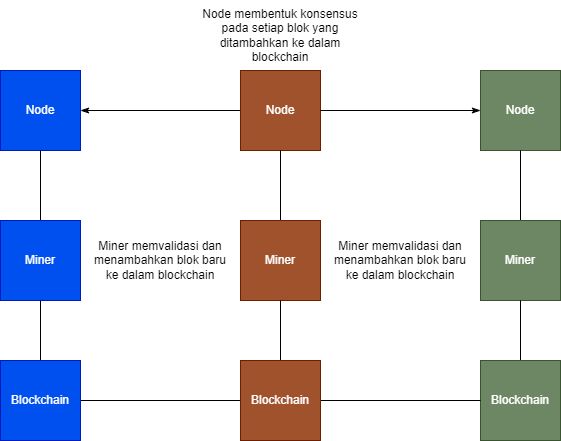 Node membentuk konsensus
pada setiap blok yang
ditambahkan ke dalam
blockchain
Node
Node
Node
Miner
Miner memvalidasi dan
menambahkan blok baru
ke dalam blockchain
Miner
Miner memvalidasi dan
menambahkan blok baru
ke dalam blockchain
Miner
Blockchain
Blockchain
Blockchain